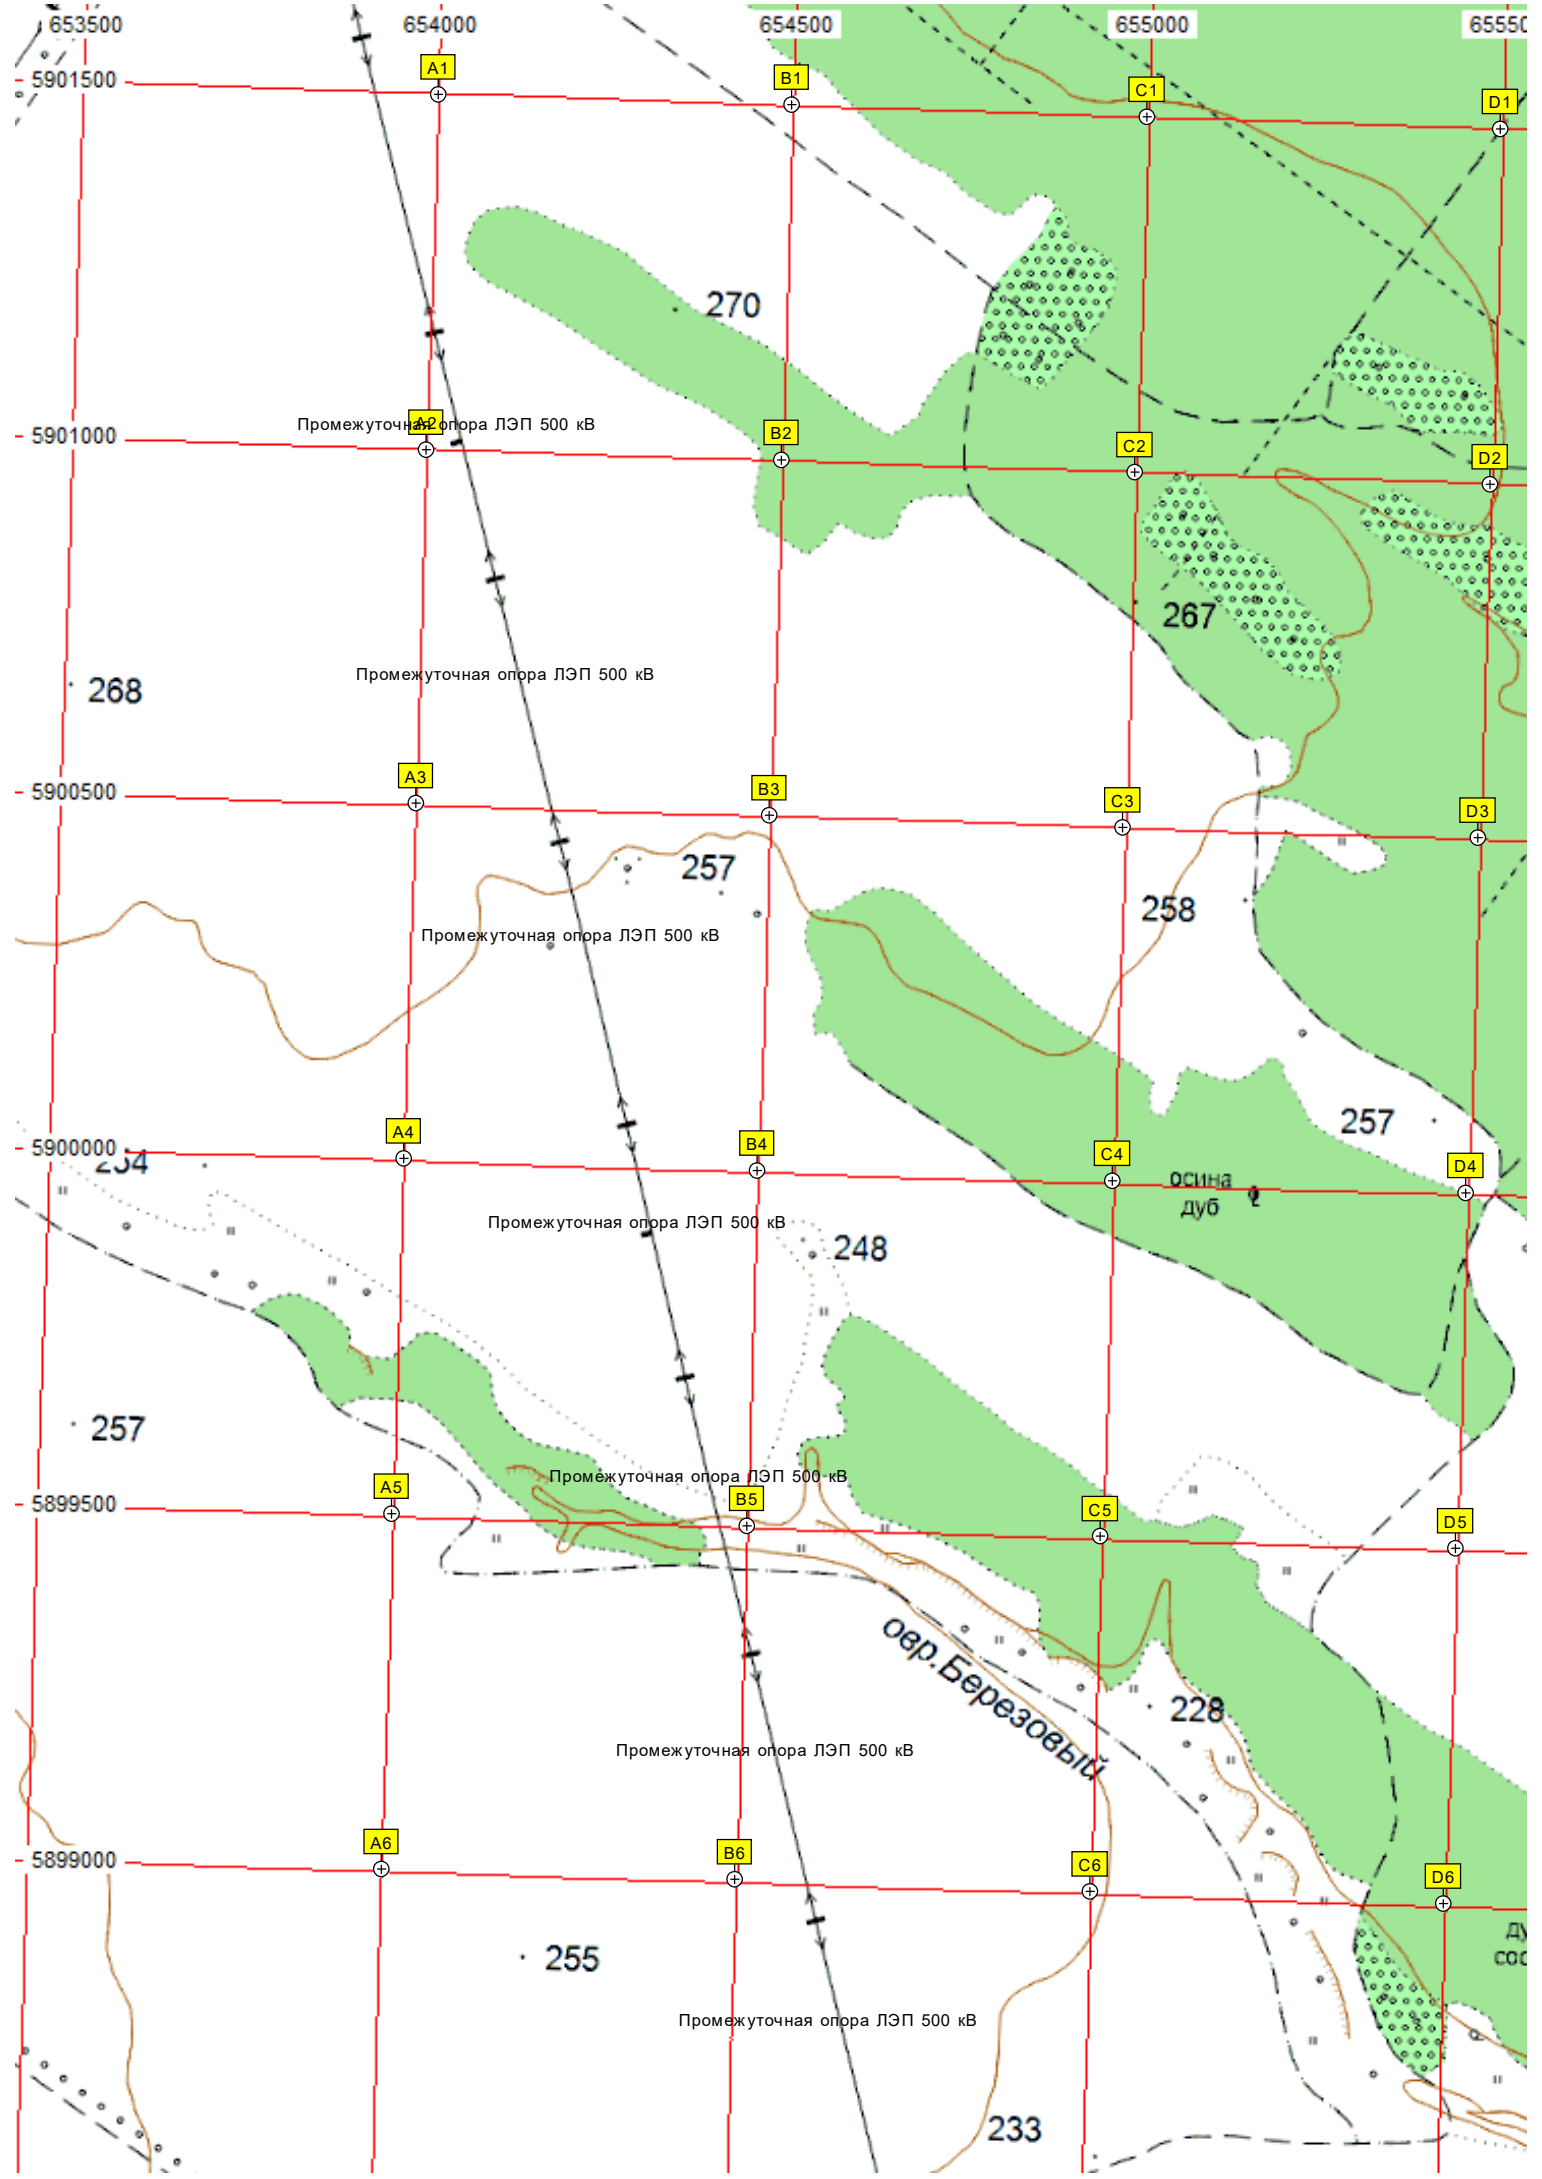 653500 654000 654500 655000
5901500
A1
B1
C1
D1
270
A2
Промежуточная опора ЛЭП 500 кВ
5901000
B2
C2
D2
267
Промежуточная опора ЛЭП 500 кВ
268
A3
5900500
B3
C3
D3
257
258
Промежуточная опора ЛЭП 500 кВ
257
A4
5900000
B4
C4
D4
осина
дуб
Промежуточная опора ЛЭП 500 кВ
248
257
Промежуточная опора ЛЭП 500 кВ
A5
5899500
B5
C5
D5
овр.Березовый
228
Промежуточная опора ЛЭП 500 кВ
A6
5899000
B6
C6
D6
255
Промежуточная опора ЛЭП 500 кВ
233